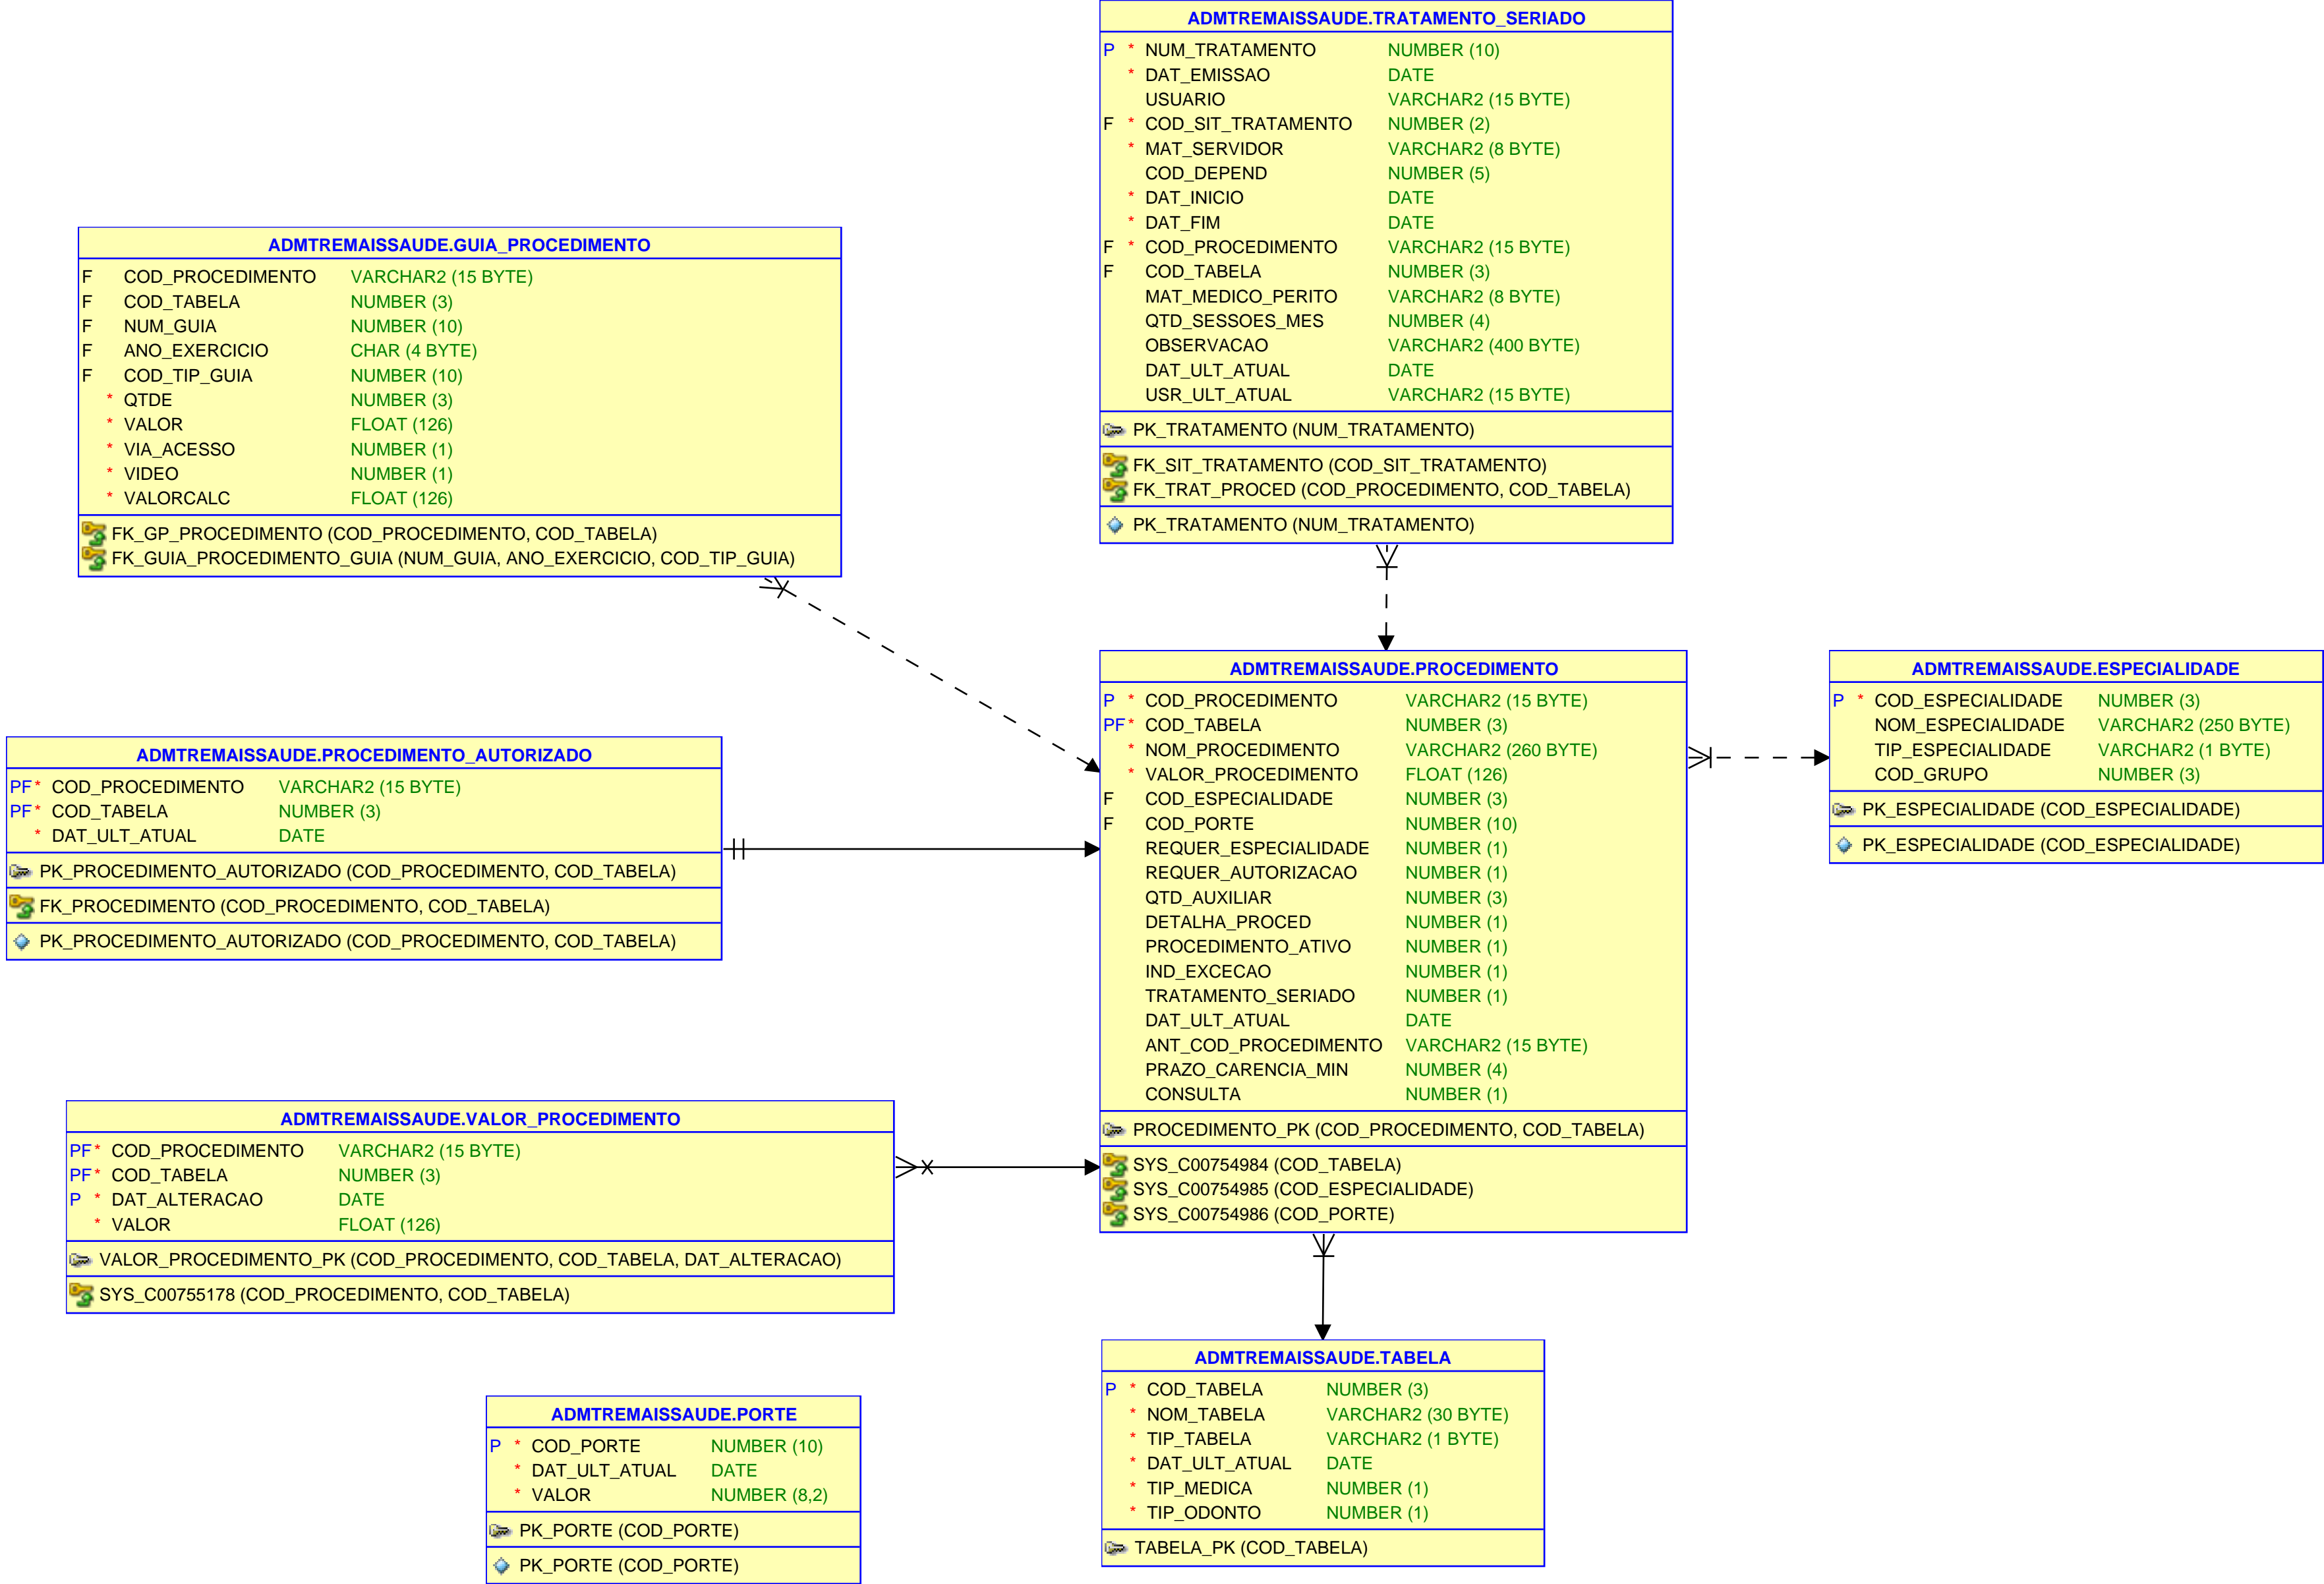 ADMTREMAISSAUDE.TRATAMENTO_SERIADO
P * NUM_TRATAMENTO NUMBER (10)
* DAT_EMISSAO DATE
USUARIO VARCHAR2 (15 BYTE)
F * COD_SIT_TRATAMENTO NUMBER (2)
* MAT_SERVIDOR VARCHAR2 (8 BYTE)
COD_DEPEND NUMBER (5)
* DAT_INICIO DATE
* DAT_FIM DATE
F * COD_PROCEDIMENTO VARCHAR2 (15 BYTE)
F COD_TABELA NUMBER (3)
MAT_MEDICO_PERITO VARCHAR2 (8 BYTE)
QTD_SESSOES_MES NUMBER (4)
OBSERVACAO VARCHAR2 (400 BYTE)
DAT_ULT_ATUAL DATE
USR_ULT_ATUAL VARCHAR2 (15 BYTE)
PK_TRATAMENTO (NUM_TRATAMENTO)
FK_SIT_TRATAMENTO (COD_SIT_TRATAMENTO)
FK_TRAT_PROCED (COD_PROCEDIMENTO, COD_TABELA)
PK_TRATAMENTO (NUM_TRATAMENTO)
ADMTREMAISSAUDE.GUIA_PROCEDIMENTO
F COD_PROCEDIMENTO VARCHAR2 (15 BYTE)
F COD_TABELA NUMBER (3)
F NUM_GUIA NUMBER (10)
F ANO_EXERCICIO CHAR (4 BYTE)
F COD_TIP_GUIA NUMBER (10)
* QTDE NUMBER (3)
* VALOR FLOAT (126)
* VIA_ACESSO NUMBER (1)
* VIDEO NUMBER (1)
* VALORCALC FLOAT (126)
FK_GP_PROCEDIMENTO (COD_PROCEDIMENTO, COD_TABELA)
FK_GUIA_PROCEDIMENTO_GUIA (NUM_GUIA, ANO_EXERCICIO, COD_TIP_GUIA)
ADMTREMAISSAUDE.PROCEDIMENTO
P * COD_PROCEDIMENTO VARCHAR2 (15 BYTE)
PF * COD_TABELA NUMBER (3)
* NOM_PROCEDIMENTO VARCHAR2 (260 BYTE)
* VALOR_PROCEDIMENTO FLOAT (126)
F COD_ESPECIALIDADE NUMBER (3)
F COD_PORTE NUMBER (10)
REQUER_ESPECIALIDADE NUMBER (1)
REQUER_AUTORIZACAO NUMBER (1)
QTD_AUXILIAR NUMBER (3)
DETALHA_PROCED NUMBER (1)
PROCEDIMENTO_ATIVO NUMBER (1)
IND_EXCECAO NUMBER (1)
TRATAMENTO_SERIADO NUMBER (1)
DAT_ULT_ATUAL DATE
ANT_COD_PROCEDIMENTO VARCHAR2 (15 BYTE)
PRAZO_CARENCIA_MIN NUMBER (4)
CONSULTA NUMBER (1)
PROCEDIMENTO_PK (COD_PROCEDIMENTO, COD_TABELA)
SYS_C00754984 (COD_TABELA)
SYS_C00754985 (COD_ESPECIALIDADE)
SYS_C00754986 (COD_PORTE)
ADMTREMAISSAUDE.ESPECIALIDADE
P * COD_ESPECIALIDADE NUMBER (3)
NOM_ESPECIALIDADE VARCHAR2 (250 BYTE)
TIP_ESPECIALIDADE VARCHAR2 (1 BYTE)
COD_GRUPO NUMBER (3)
PK_ESPECIALIDADE (COD_ESPECIALIDADE)
PK_ESPECIALIDADE (COD_ESPECIALIDADE)
ADMTREMAISSAUDE.PROCEDIMENTO_AUTORIZADO
PF * COD_PROCEDIMENTO VARCHAR2 (15 BYTE)
PF * COD_TABELA NUMBER (3)
* DAT_ULT_ATUAL DATE
PK_PROCEDIMENTO_AUTORIZADO (COD_PROCEDIMENTO, COD_TABELA)
FK_PROCEDIMENTO (COD_PROCEDIMENTO, COD_TABELA)
PK_PROCEDIMENTO_AUTORIZADO (COD_PROCEDIMENTO, COD_TABELA)
ADMTREMAISSAUDE.VALOR_PROCEDIMENTO
PF * COD_PROCEDIMENTO VARCHAR2 (15 BYTE)
PF * COD_TABELA NUMBER (3)
P * DAT_ALTERACAO DATE
* VALOR FLOAT (126)
VALOR_PROCEDIMENTO_PK (COD_PROCEDIMENTO, COD_TABELA, DAT_ALTERACAO)
SYS_C00755178 (COD_PROCEDIMENTO, COD_TABELA)
ADMTREMAISSAUDE.TABELA
P * COD_TABELA NUMBER (3)
* NOM_TABELA VARCHAR2 (30 BYTE)
* TIP_TABELA VARCHAR2 (1 BYTE)
* DAT_ULT_ATUAL DATE
* TIP_MEDICA NUMBER (1)
* TIP_ODONTO NUMBER (1)
TABELA_PK (COD_TABELA)
ADMTREMAISSAUDE.PORTE
P * COD_PORTE NUMBER (10)
* DAT_ULT_ATUAL DATE
* VALOR NUMBER (8,2)
PK_PORTE (COD_PORTE)
PK_PORTE (COD_PORTE)